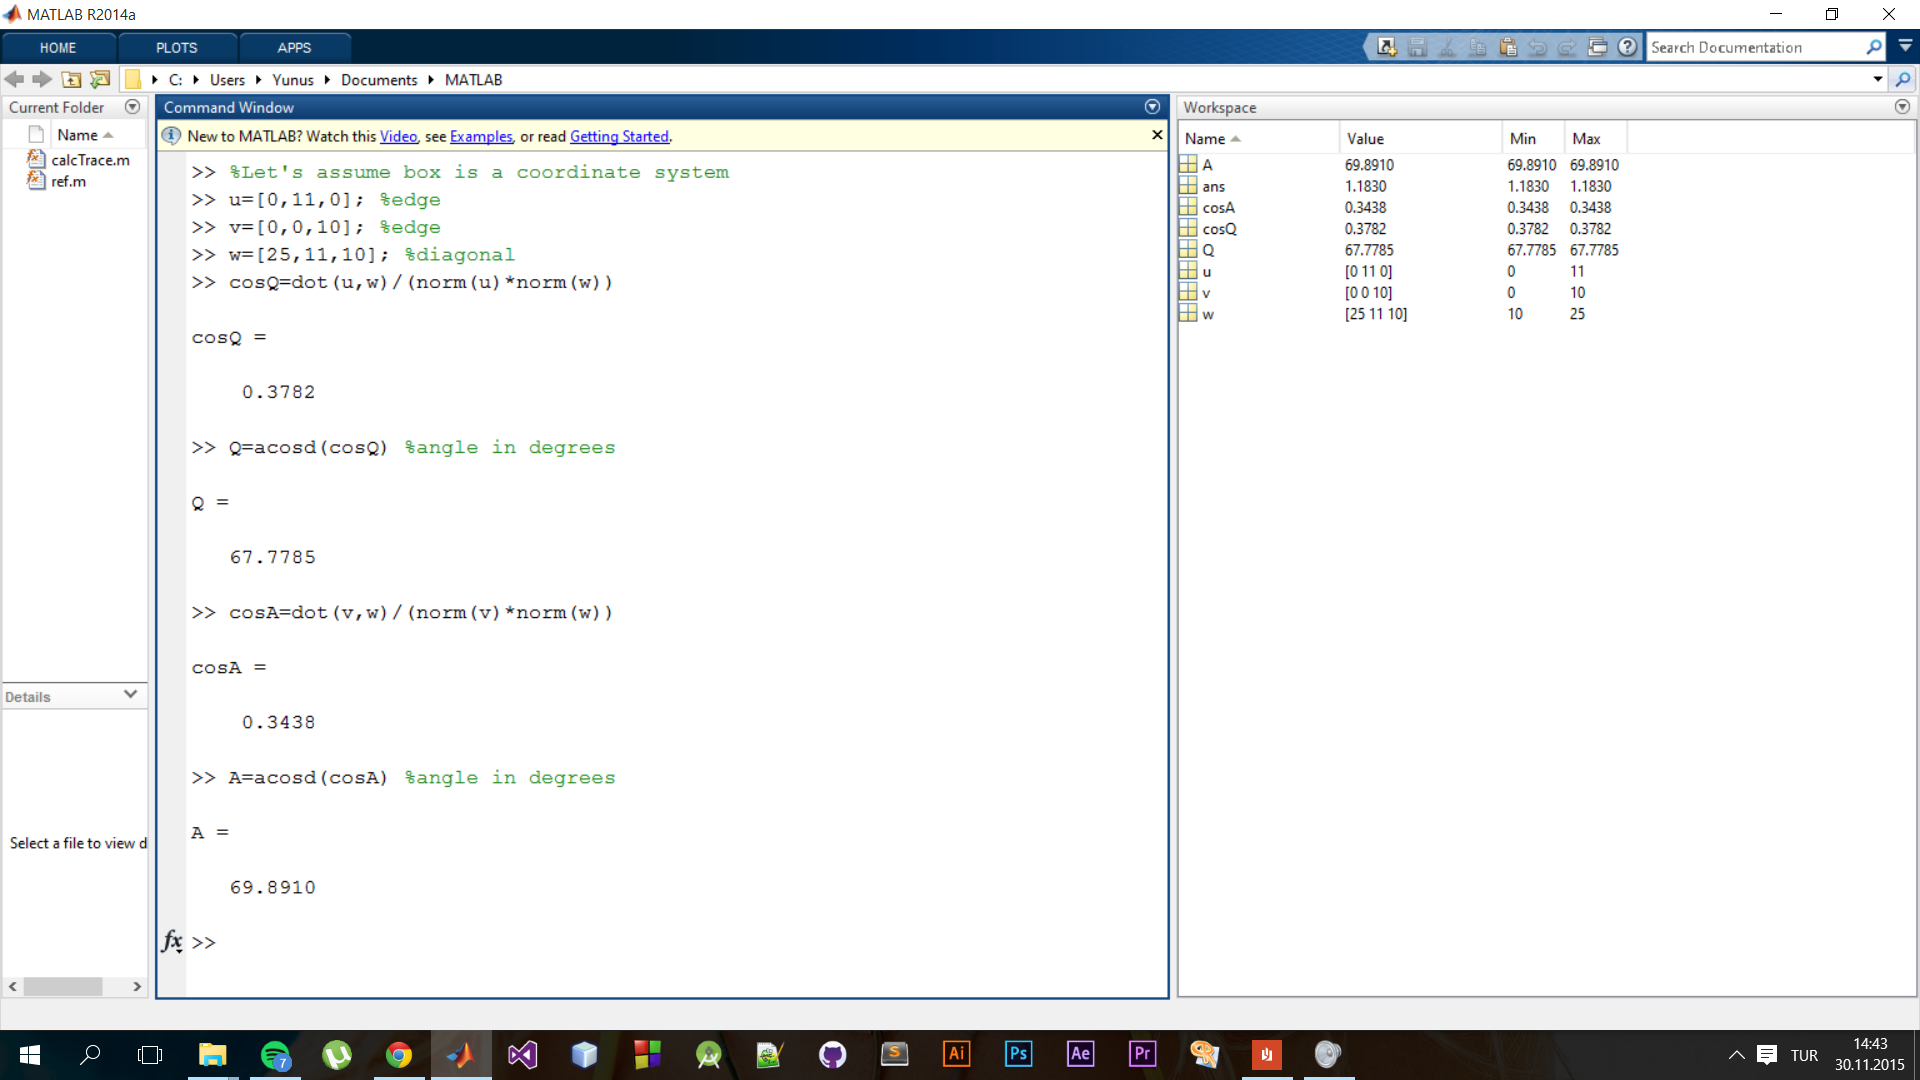 MATLAB R2014a
HOME PLOTS APPS
Search Documentation
C: Users Yunus Documents MATLAB
Current Folder
Name
calcTrace.m
ref.m
Details
Select a file to view d
Command Window
New to MATLAB? Watch this Video, see Examples, or read Getting Started.
>> %Let's assume box is a coordinate system
>> u=[0,11,0]; %edge
>> v=[0,0,10]; %edge
>> w=[25,11,10]; %diagonal
>> cosQ=dot(u,w)/(norm(u)*norm(w))
cosQ =
0.3782
>> Q=acosd(cosQ) %angle in degrees
Q =
67.7785
>> cosA=dot(v,w)/(norm(v)*norm(w))
cosA =
0.3438
>> A=acosd(cosA) %angle in degrees
A =
69.8910
fx >>
Workspace
Name Value Min Max
A 69.8910 69.8910 69.8910
ans 1.1830 1.1830 1.1830
cosA 0.3438 0.3438 0.3438
cosQ 0.3782 0.3782 0.3782
Q 67.7785 67.7785 67.7785
u [0 11 0] 0 11
v [0 0 10] 0 10
w [25 11 10] 10 25
7
S
Ai
Ps
Ae
Pr
TUR
14:43
30.11.2015